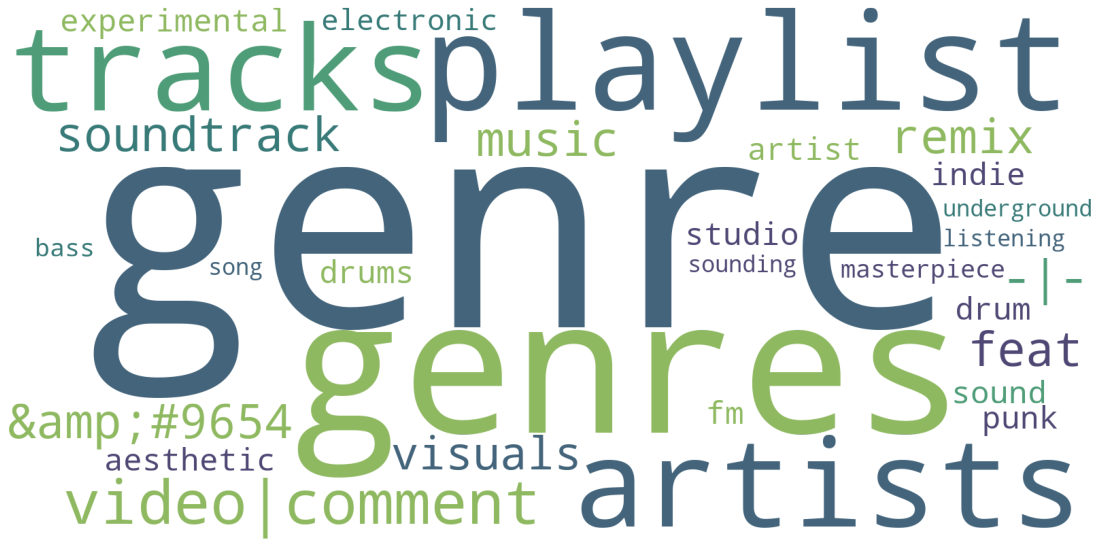 experimental electronic
tracks playlist
soundtrack music artist remix
genre indie
underground
bass song drums studio listening
sounding masterpiece -|-
drum
genres feat
sound
&amp;#9654 fm punk
aesthetic visuals artists
video|comment